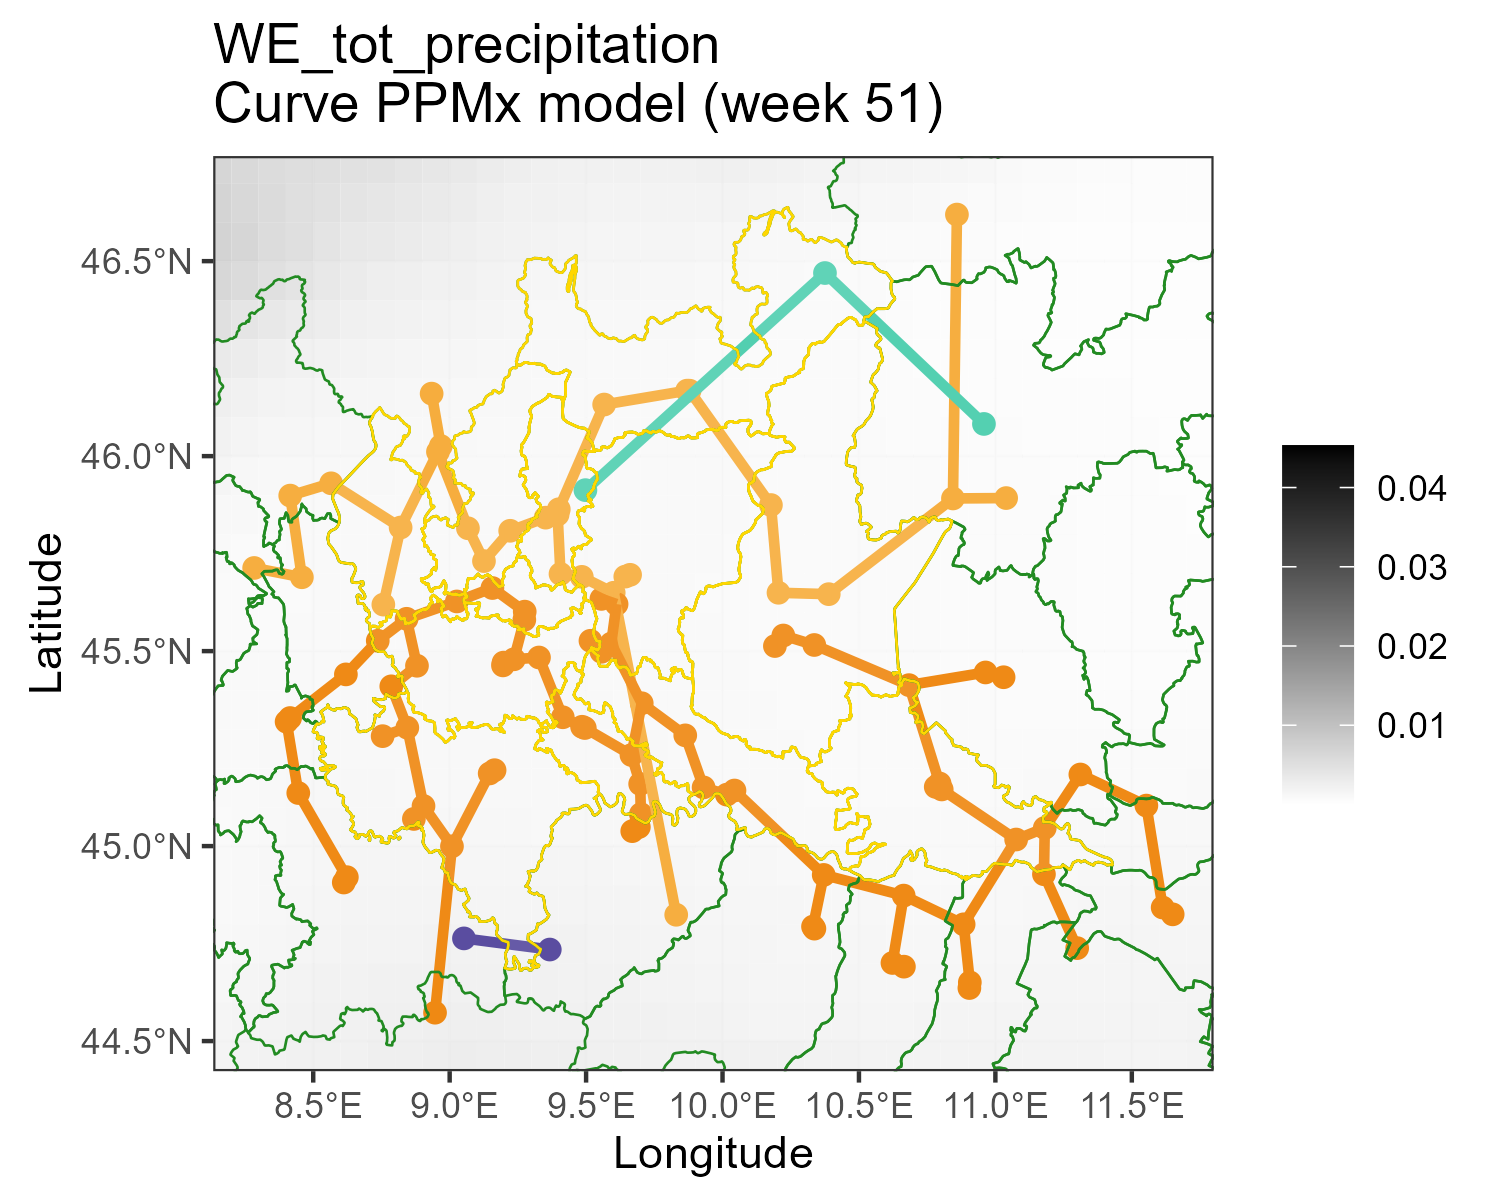 WE_tot_precipitation
Curve PPMx model (week 51)
46.5°N
46.0°N
45.5°N
45.0°N
44.5°N
Latitude
8.5°E
9.0°E
9.5°E
10.0°E
10.5°E
11.0°E
11.5°E
Longitude
0.04
0.03
0.02
0.01